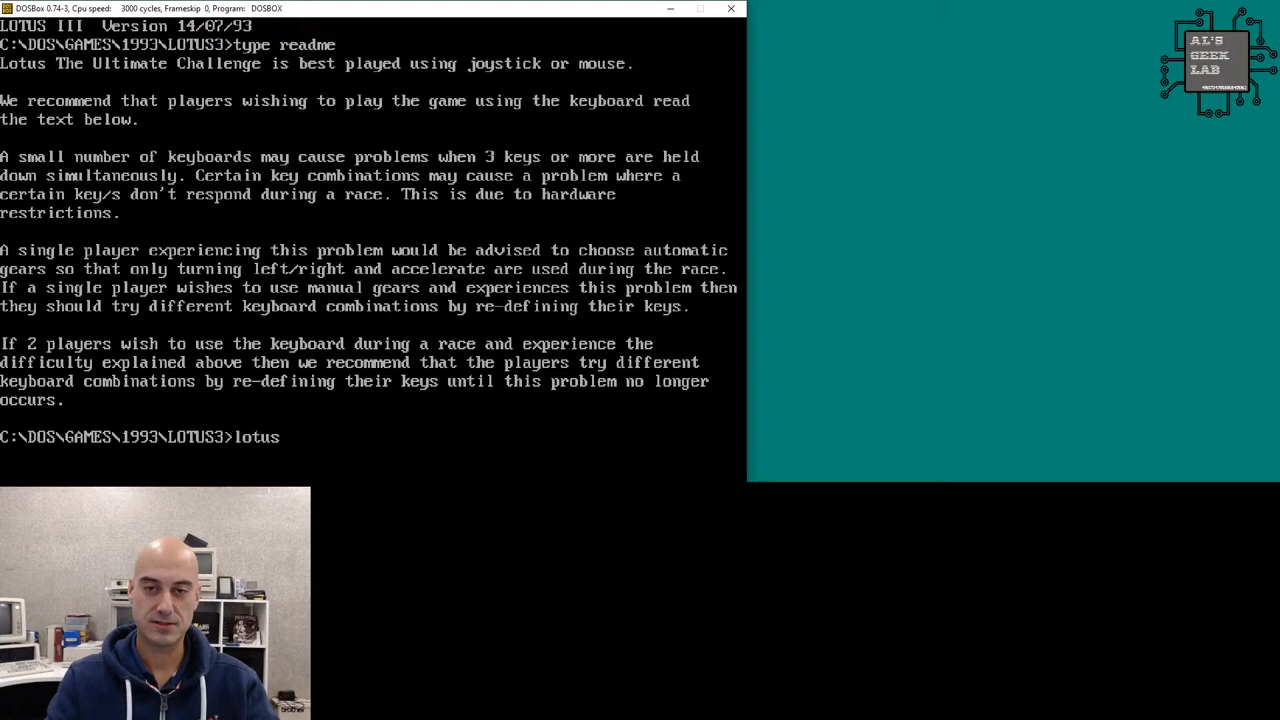 DOSBox 0.74-3, Cpu speed: 3000 cycles, Frameskip 0, Program: DOSBOX
LOTUS III Version 14/07/93
C:\DOS\GAMES\1993\LOTUS3>type readme
Lotus The Ultimate Challenge is best played using joystick or mouse.
We recommend that players wishing to play the game using the keyboard read
the text below.
A small number of keyboards may cause problems when 3 keys or more are held
down simultaneously. Certain key combinations may cause a problem where a
certain key/s don't respond during a race. This is due to hardware
restrictions.
A single player experiencing this problem would be advised to choose automatic
gears so that only turning left/right and accelerate are used during the race.
If a single player wishes to use manual gears and experiences this problem then
they should try different keyboard combinations by re-defining their keys.
If 2 players wish to use the keyboard during a race and experience the
difficulty explained above then we recommend that the players try different
keyboard combinations by re-defining their keys until this problem no longer
occurs.
C:\DOS\GAMES\1993\LOTUS3>lotus
AL'S
GEEK
LAB
brother